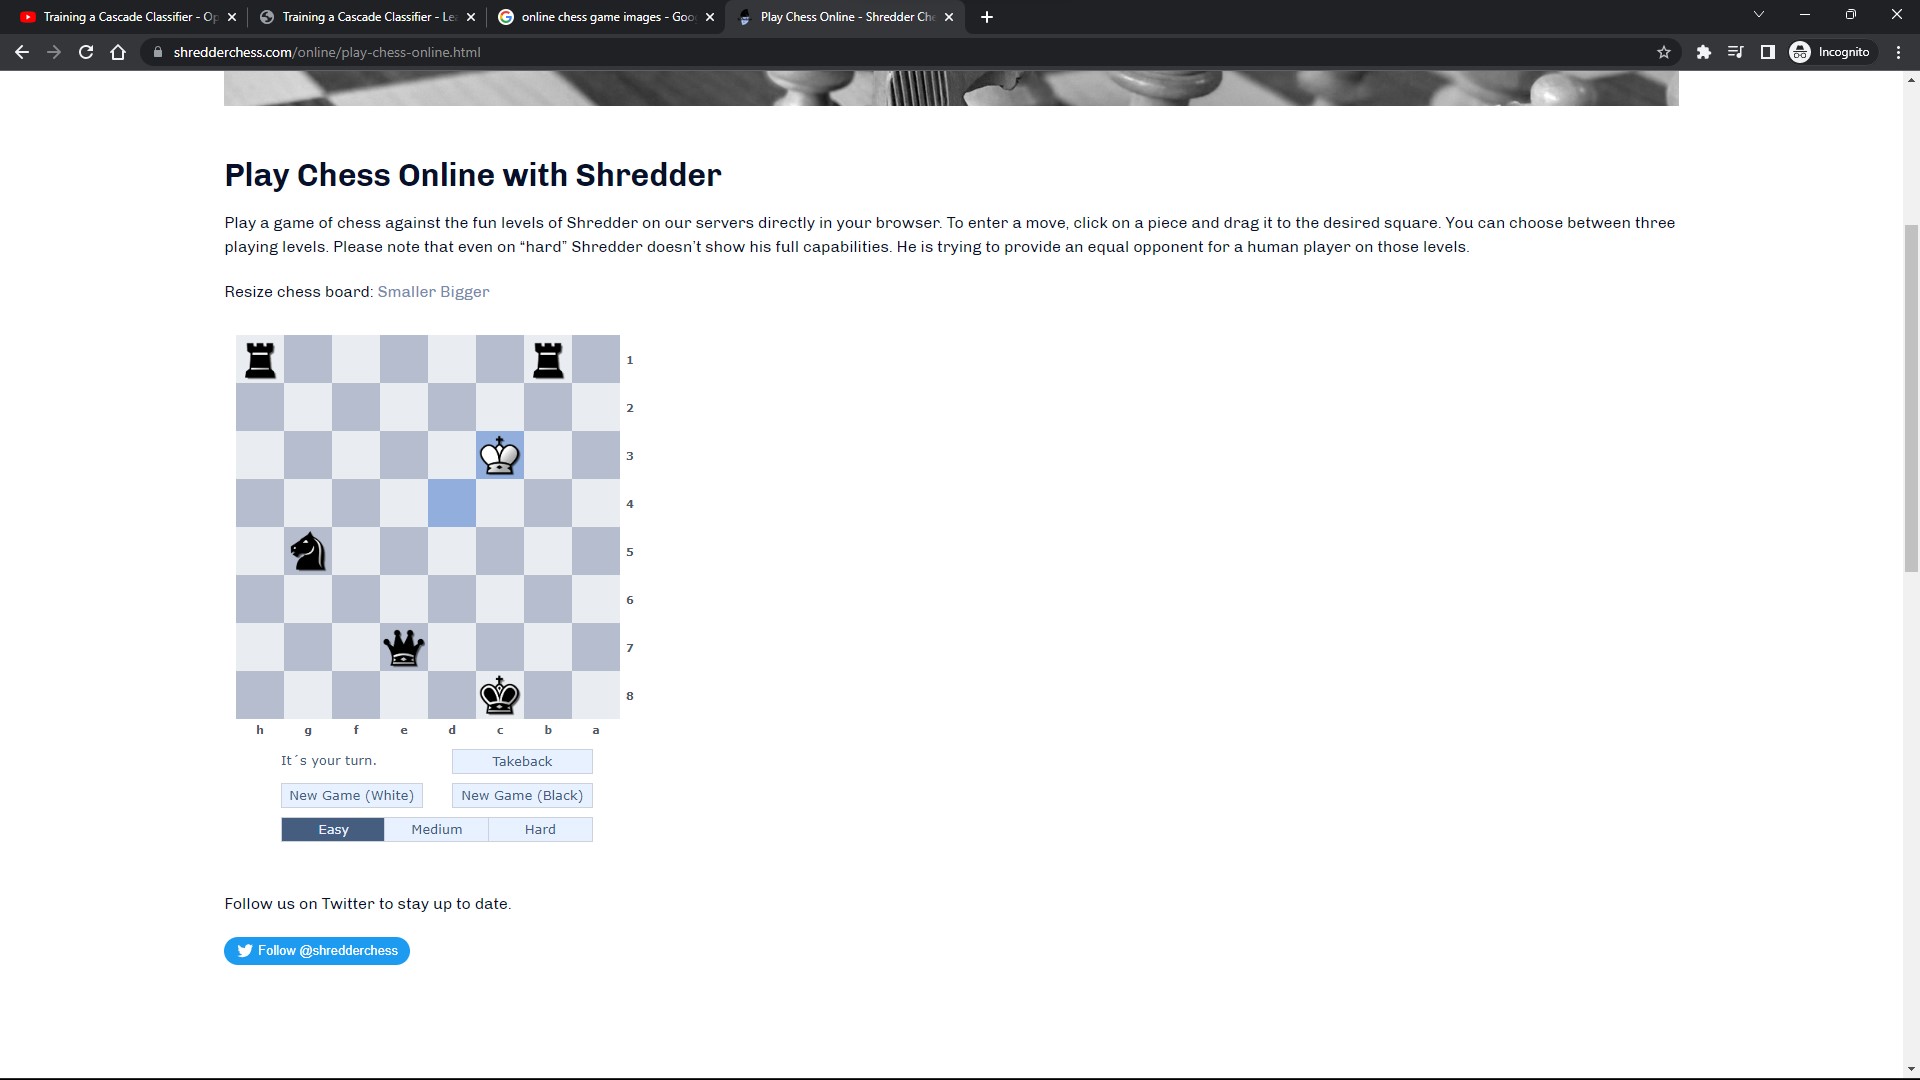 Training a Cascade Classifier - Op
Training a Cascade Classifier - Le
online chess game images - Goo
Play Chess Online - Shredder Che
shredderchess.com/online/play-chess-online.html
Incognito
Play Chess Online with Shredder
Play a game of chess against the fun levels of Shredder on our servers directly in your browser. To enter a move, click on a piece and drag it to the desired square. You can choose between three
playing levels. Please note that even on “hard” Shredder doesn’t show his full capabilities. He is trying to provide an equal opponent for a human player on those levels.
Resize chess board: Smaller Bigger
1
2
3
4
5
6
7
8
h g f e d c b a
It´s your turn. Takeback
New Game (White) New Game (Black)
Easy Medium Hard
Follow us on Twitter to stay up to date.
Follow @shredderchess